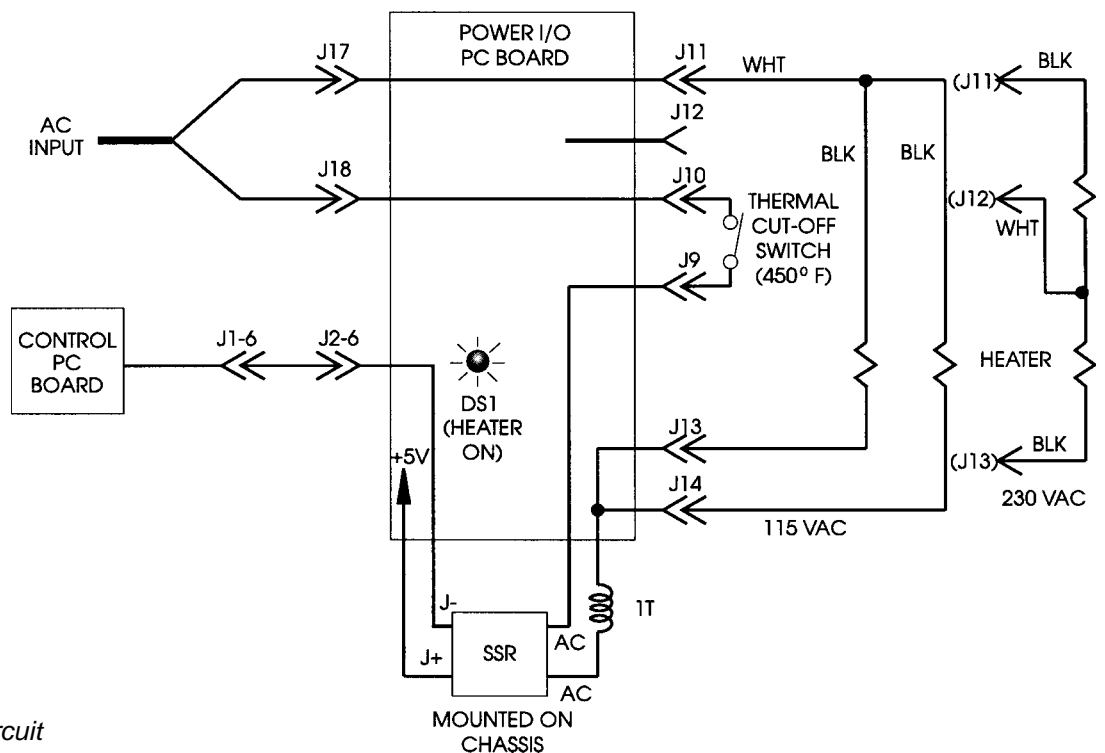 POWER I/O
PC BOARD
J17
J11
WHT
(J11)
BLK
AC
INPUT
J12
BLK
BLK
J18
J10
THERMAL
CUT-OFF
SWITCH
(450° F)
(J12)
WHT
J9
CONTROL
PC
BOARD
J1-6
J2-6
HEATER
DS1
(HEATER
ON)
+5V
J13
(J13)
BLK
J14
115 VAC
230 VAC
J-
1T
SSR
AC
J+
AC
MOUNTED ON
CHASSIS
rcuit